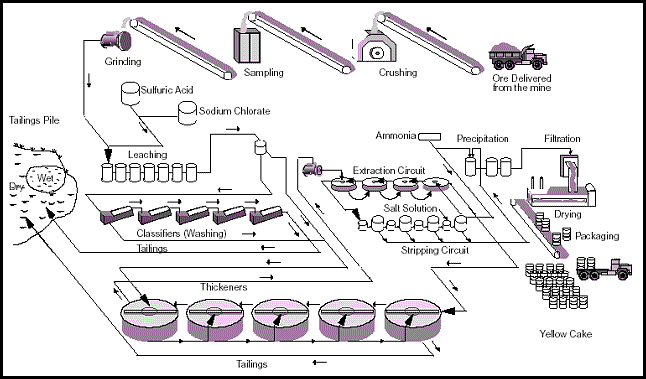 Grinding
Sampling
Crushing
Ore Delivered
from the mine
Sulfuric Acid
Sodium Chlorate
Tailings Pile
Ammonia
Precipitation
Filtration
Leaching
Wet
Dry
Extraction Circuit
Salt Solution
Drying
Classifiers (Washing)
Packaging
Tailings
Stripping Circuit
Thickeners
Yellow Cake
Tailings